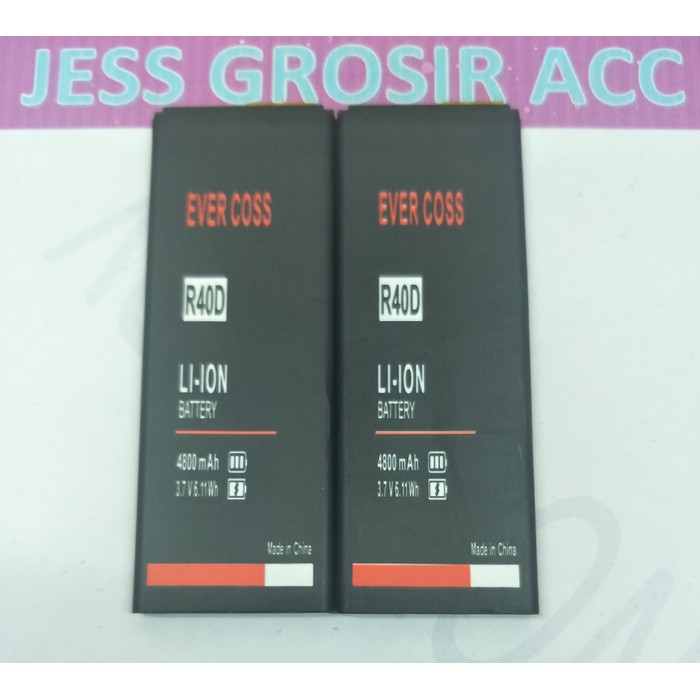 JESS GROSIR ACC
EVER COSS
R40D
LI-ION
BATTERY
4800 mAh
3.7 V 6.11Wh
Made in China
EVER COSS
R40D
LI-ION
BATTERY
4800 mAh
3.7 V 6.11Wh
Made in China